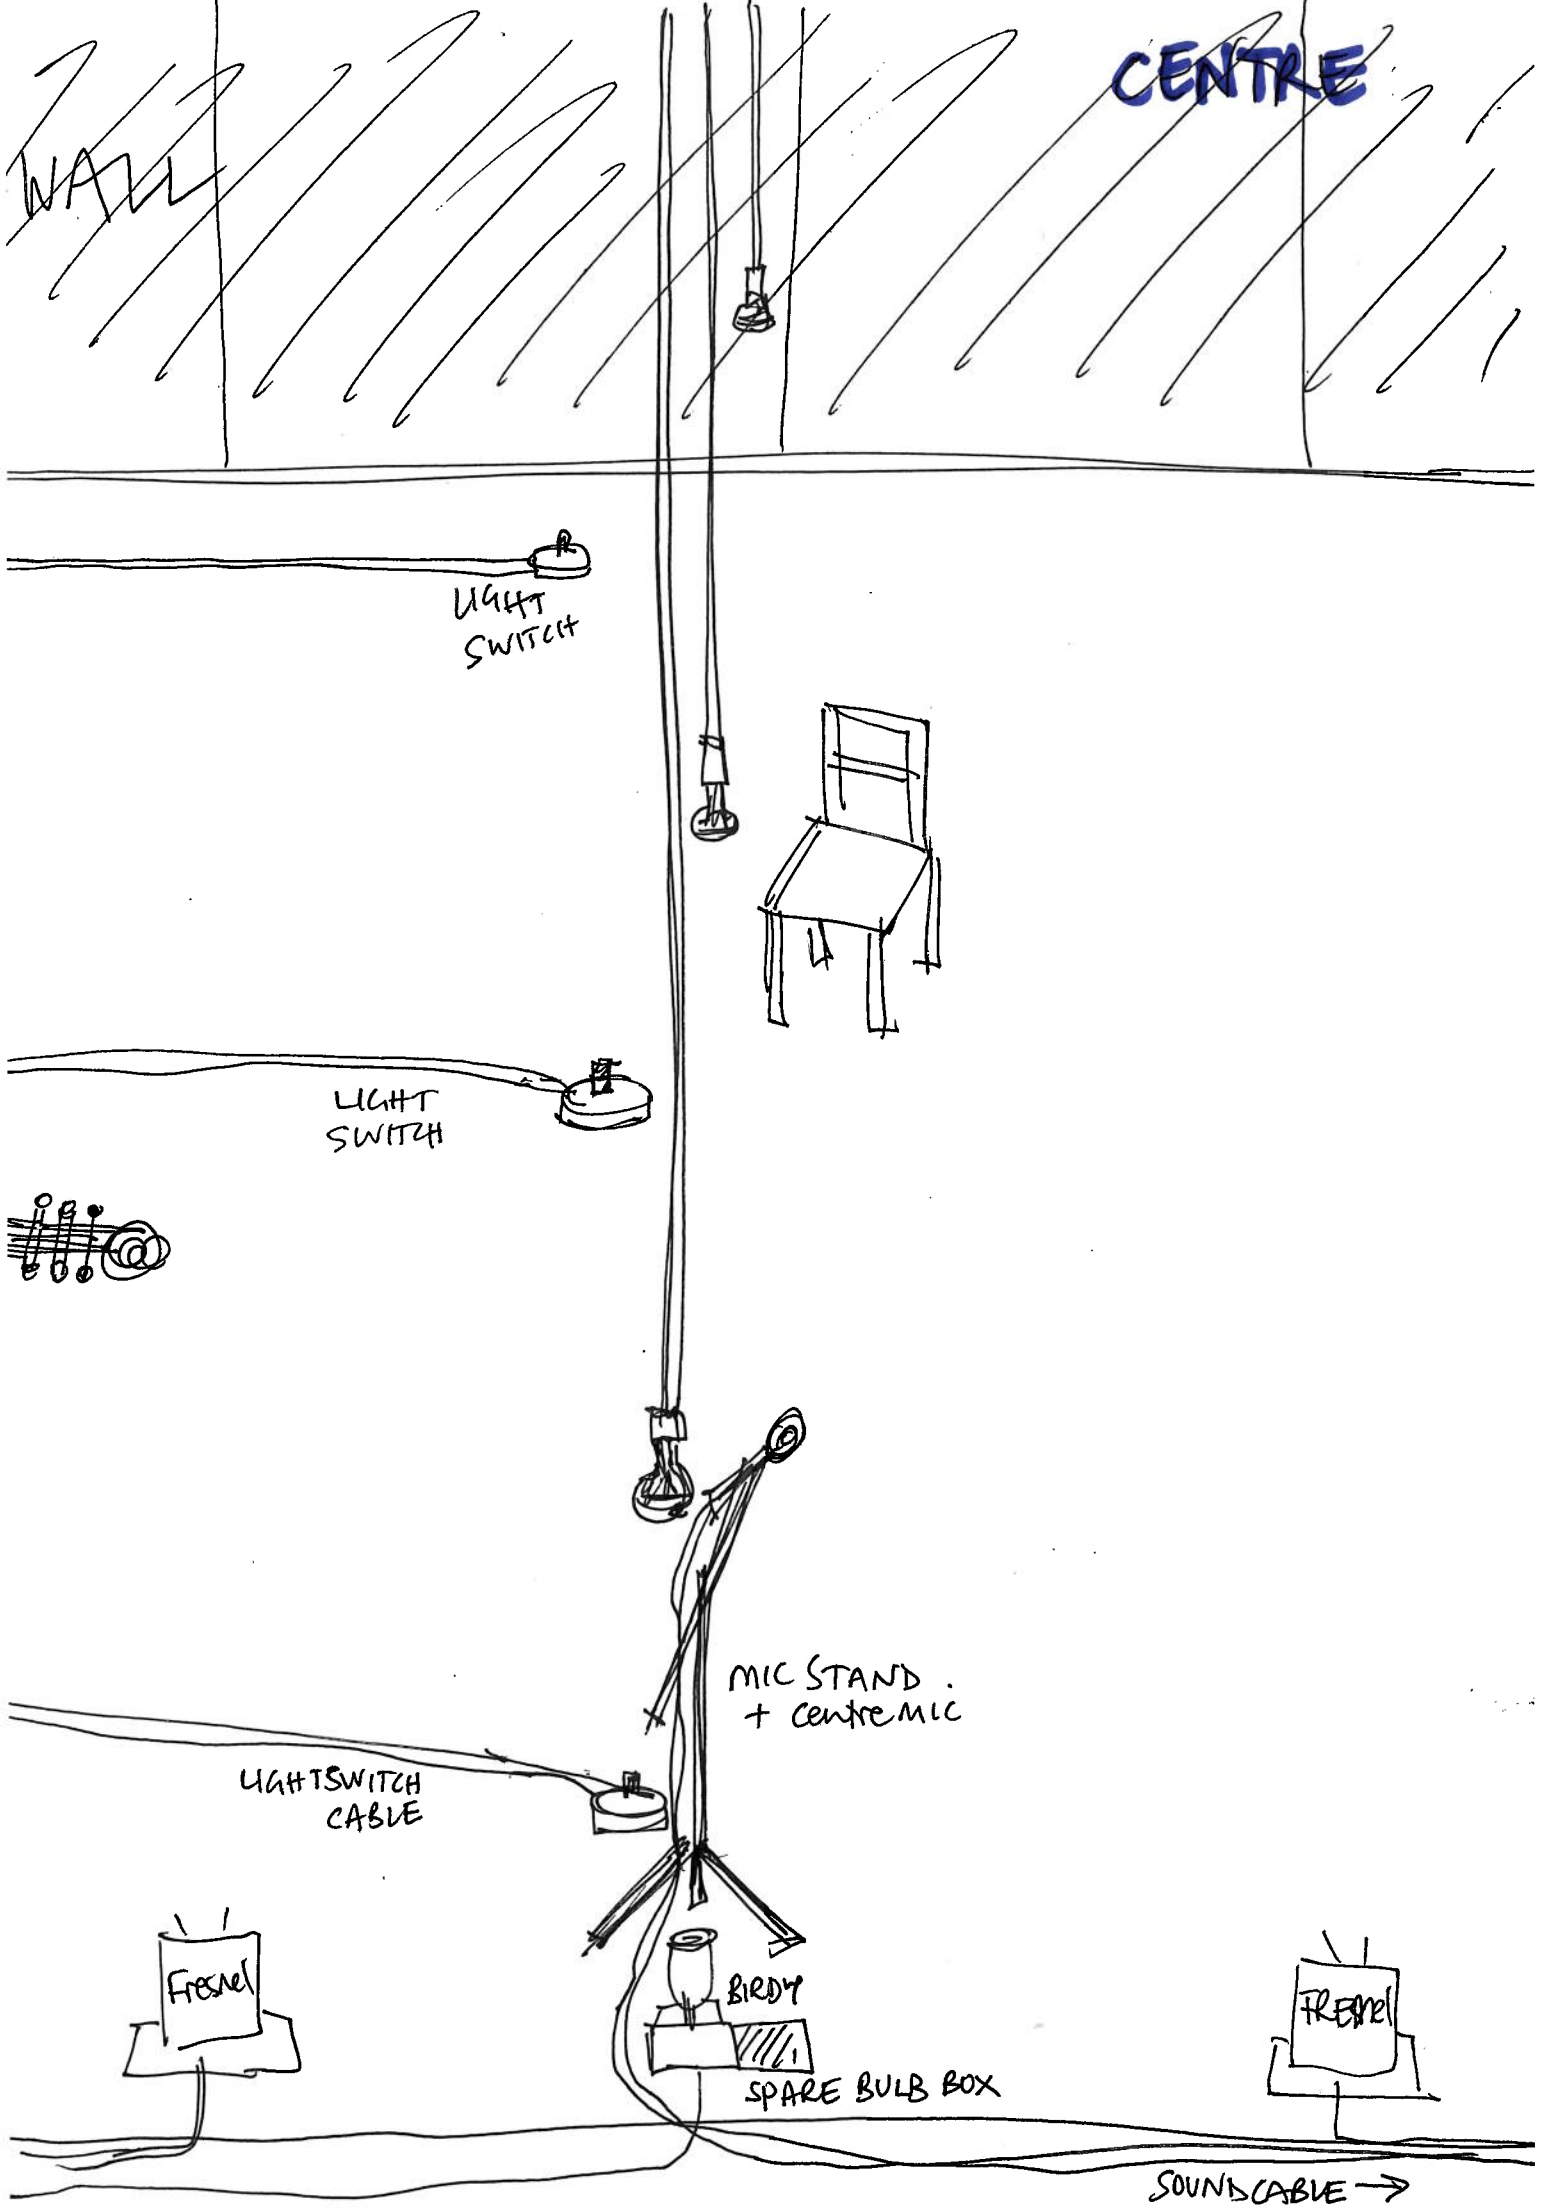 CENTRE
WALL
LIGHT
SWITCH
LIGHT
SWITCH
MIC STAND.
+ centre MIC
LIGHTSWITCH
CABLE
Fresnel
BIRDY
FREsnel
SPARE BULB BOX
SOUNDCABLE →